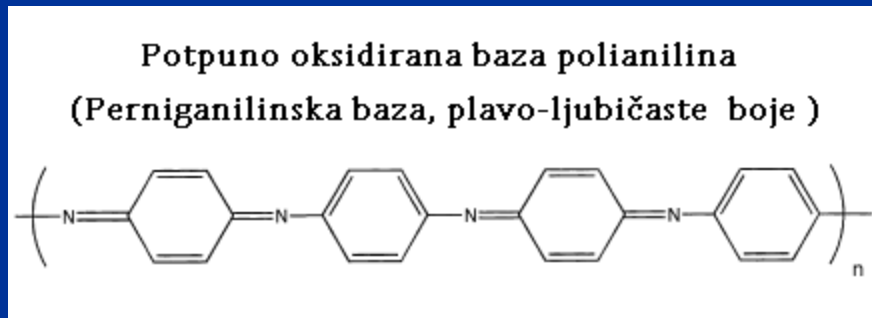 Potpuno oksidirana baza polianilina
(Perniganilinska baza, plavo-ljubičaste boje )
N N N N
n